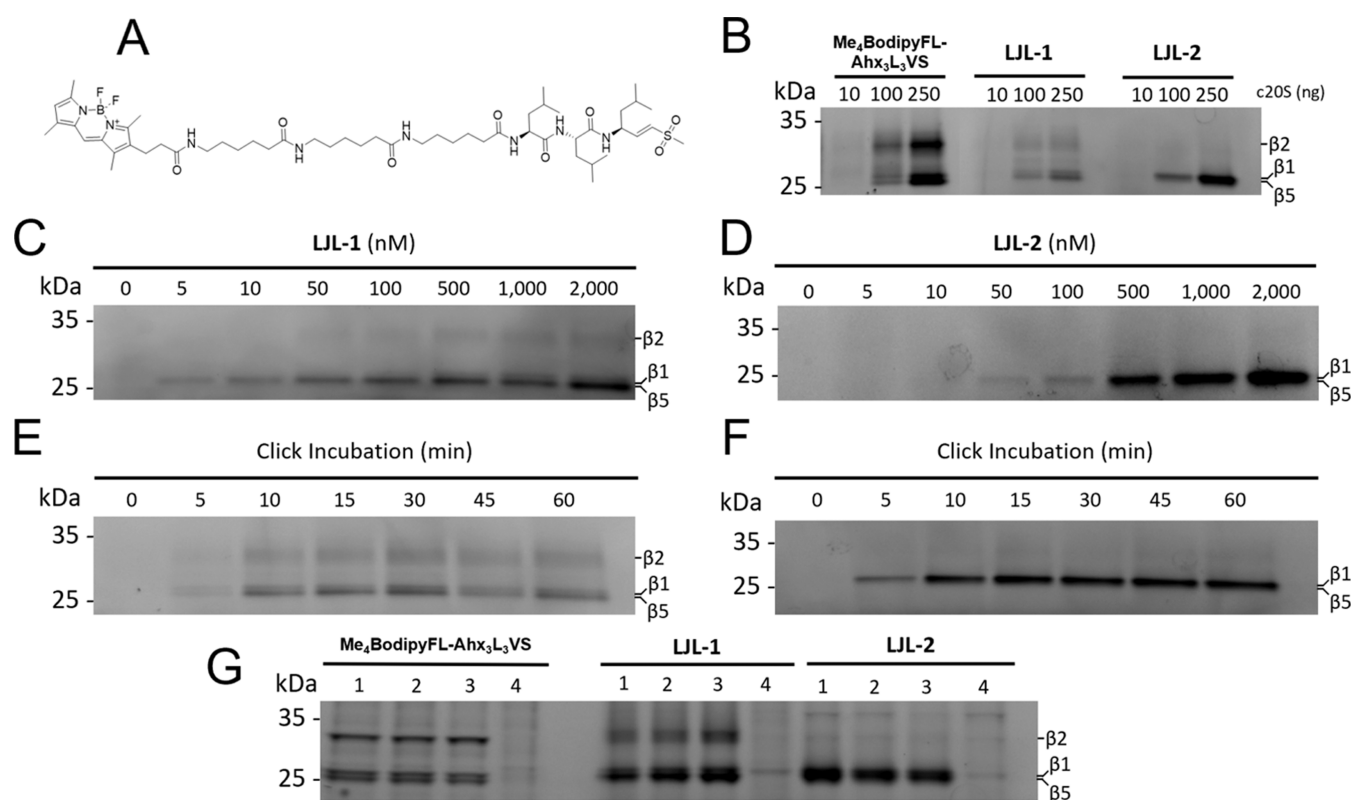 A
F
F
N
B
N⁺
H
N
O
N
H
O
H
N
O
O
N
H
O
H
N
O
N
H
O
S
O
B
Me₄BodipyFL-
Ahx₃L₃VS
LJL-1
LJL-2
kDa
10 100 250
10 100 250
10 100 250
c20S (ng)
35
25
β2
β1
β5
C
LJL-1 (nM)
kDa
0 5 10 50 100 500 1,000 2,000
35
25
β2
β1
β5
D
LJL-2 (nM)
kDa
0 5 10 50 100 500 1,000 2,000
35
25
β1
β5
E
Click Incubation (min)
kDa
0 5 10 15 30 45 60
35
25
β2
β1
β5
F
Click Incubation (min)
kDa
0 5 10 15 30 45 60
35
25
β1
β5
G
Me₄BodipyFL-Ahx₃L₃VS
LJL-1
LJL-2
kDa
1 2 3 4
1 2 3 4
1 2 3 4
35
25
β2
β1
β5